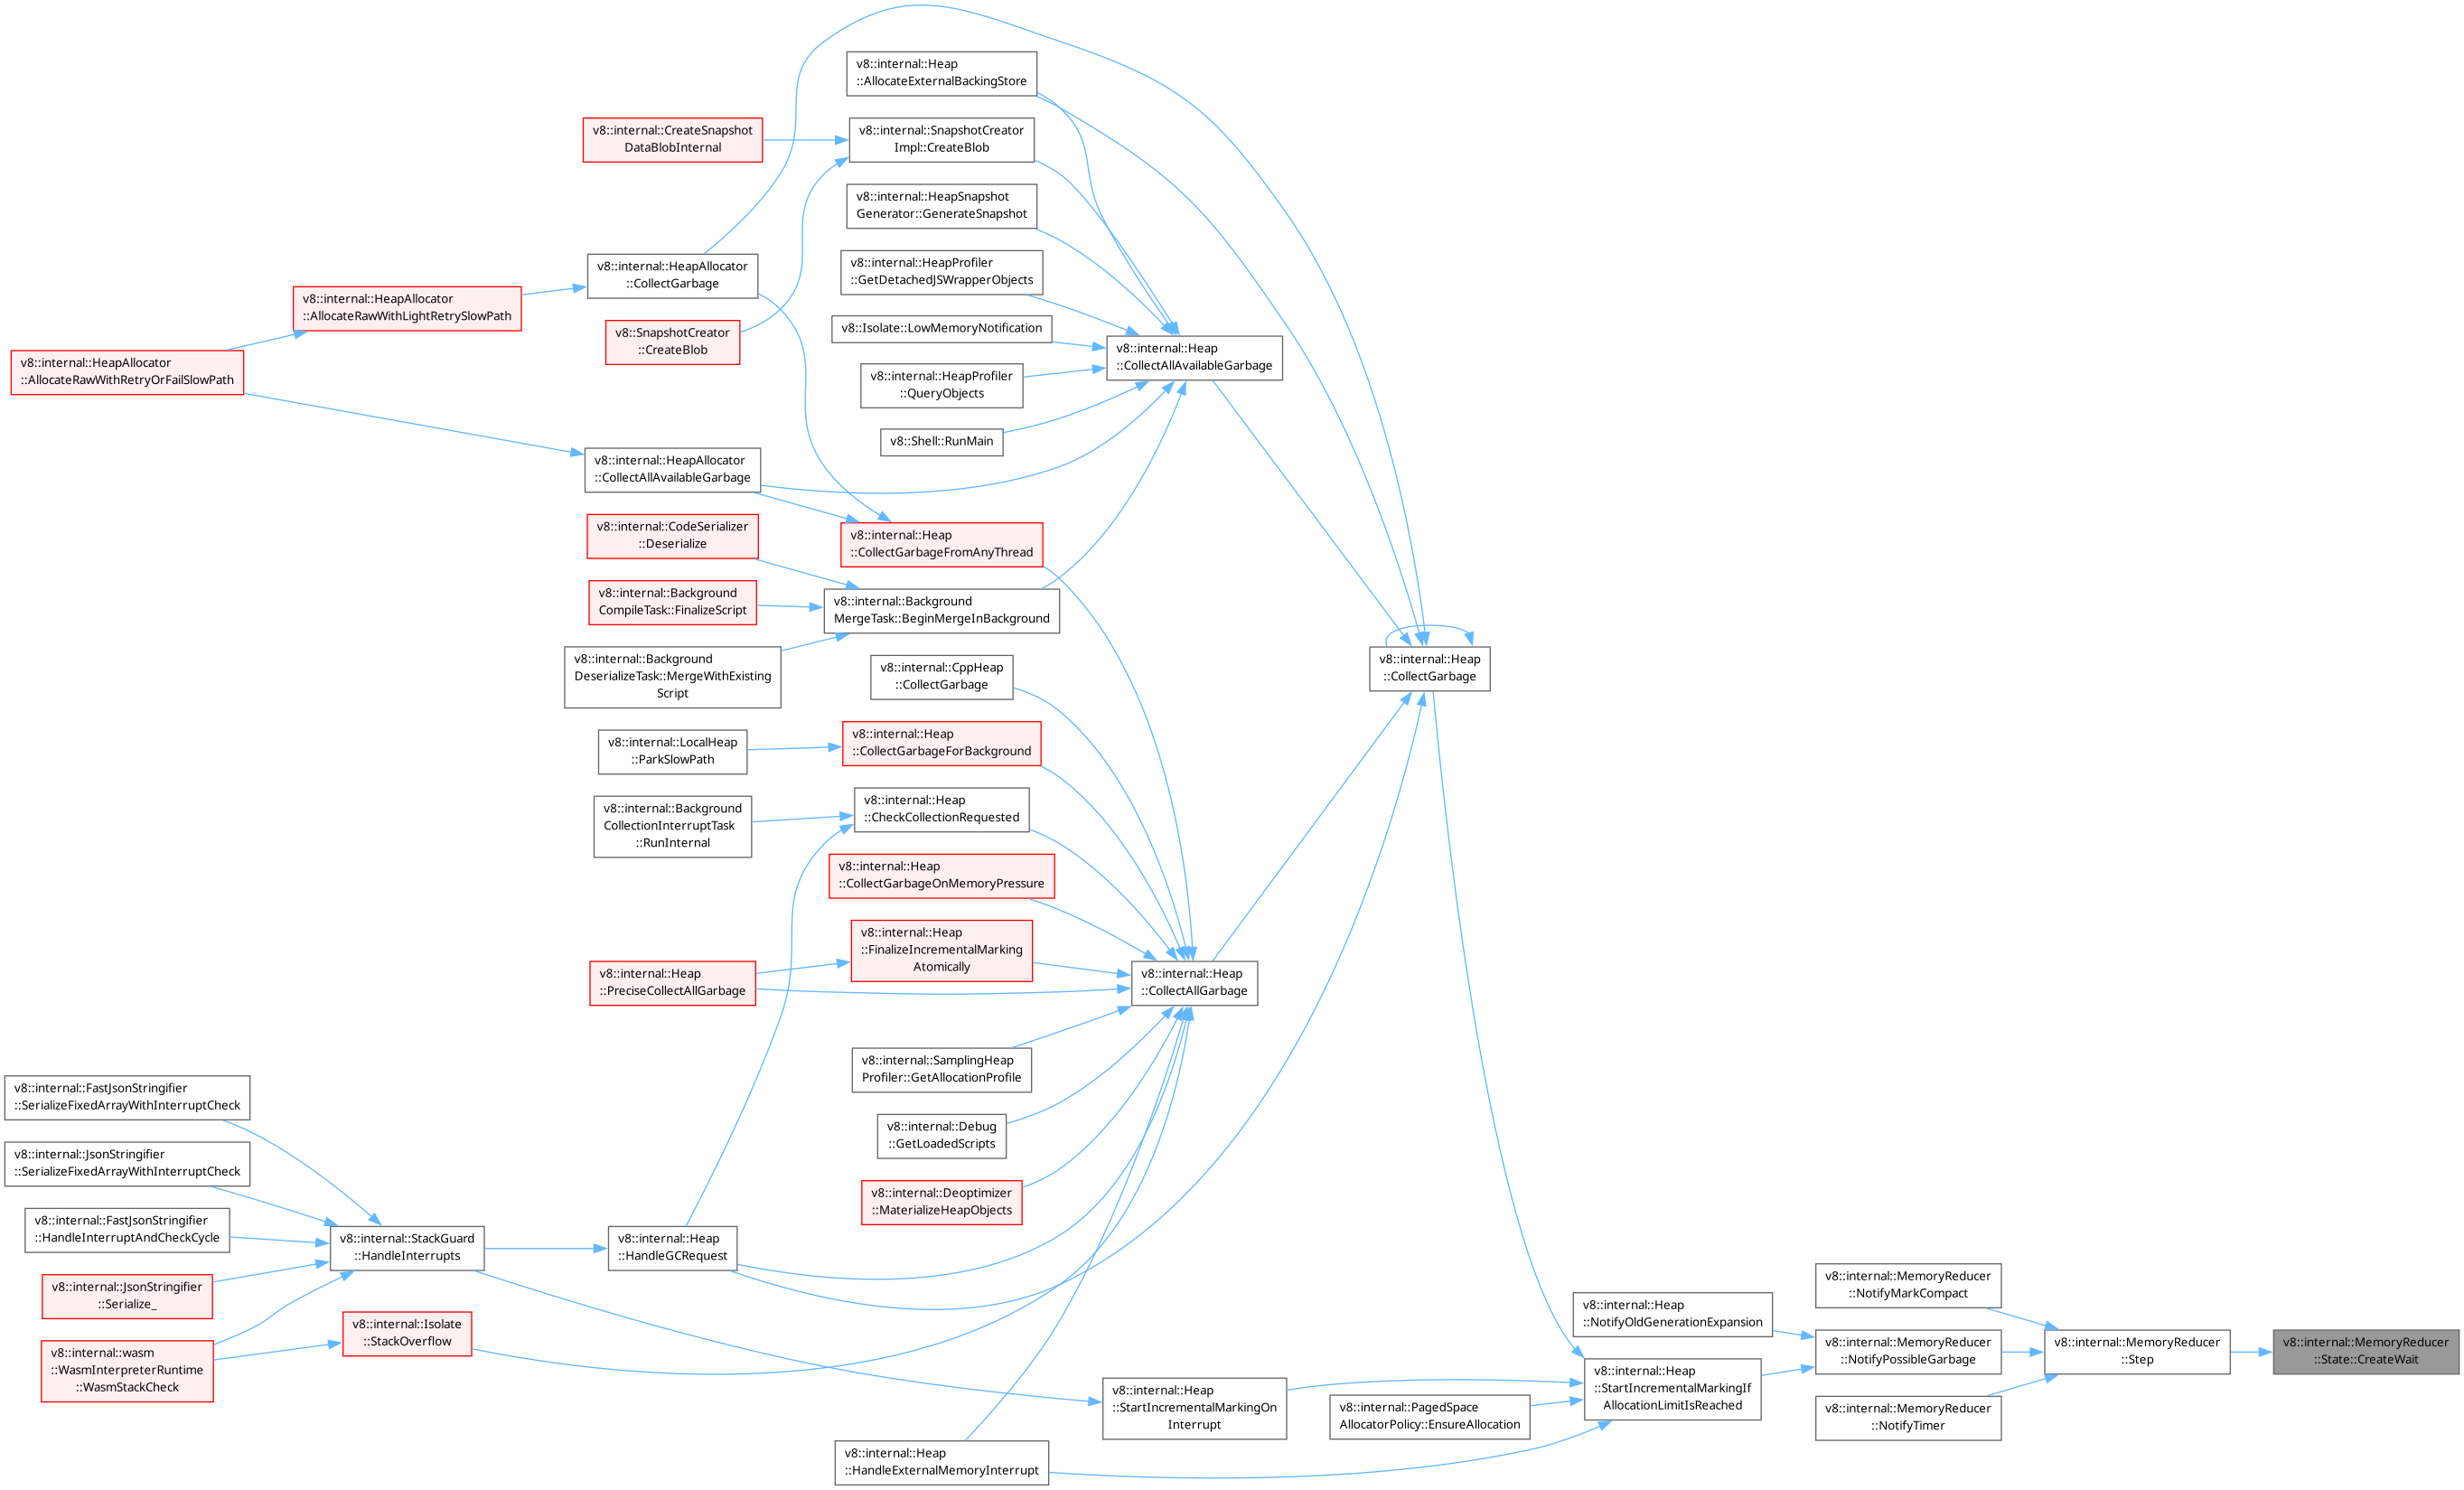 v8::internal::Heap
::AllocateExternalBackingStore
v8::internal::CreateSnapshot
DataBlobInternal
v8::internal::SnapshotCreator
Impl::CreateBlob
v8::internal::HeapSnapshot
Generator::GenerateSnapshot
v8::internal::HeapProfiler
::GetDetachedJSWrapperObjects
v8::internal::HeapAllocator
::CollectGarbage
v8::internal::HeapAllocator
::AllocateRawWithLightRetrySlowPath
v8::Isolate::LowMemoryNotification
v8::SnapshotCreator
::CreateBlob
v8::internal::Heap
::CollectAllAvailableGarbage
v8::internal::HeapAllocator
::AllocateRawWithRetryOrFailSlowPath
v8::internal::HeapProfiler
::QueryObjects
v8::Shell::RunMain
v8::internal::HeapAllocator
::CollectAllAvailableGarbage
v8::internal::CodeSerializer
::Deserialize
v8::internal::Heap
::CollectGarbageFromAnyThread
v8::internal::Background
CompileTask::FinalizeScript
v8::internal::Background
MergeTask::BeginMergeInBackground
v8::internal::Background
DeserializeTask::MergeWithExisting
Script
v8::internal::CppHeap
::CollectGarbage
v8::internal::Heap
::CollectGarbage
v8::internal::LocalHeap
::ParkSlowPath
v8::internal::Heap
::CollectGarbageForBackground
v8::internal::Background
CollectionInterruptTask
::RunInternal
v8::internal::Heap
::CheckCollectionRequested
v8::internal::Heap
::CollectGarbageOnMemoryPressure
v8::internal::Heap
::FinalizeIncrementalMarking
Atomically
v8::internal::Heap
::PreciseCollectAllGarbage
v8::internal::Heap
::CollectAllGarbage
v8::internal::SamplingHeap
Profiler::GetAllocationProfile
v8::internal::FastJsonStringifier
::SerializeFixedArrayWithInterruptCheck
v8::internal::Debug
::GetLoadedScripts
v8::internal::JsonStringifier
::SerializeFixedArrayWithInterruptCheck
v8::internal::Deoptimizer
::MaterializeHeapObjects
v8::internal::FastJsonStringifier
::HandleInterruptAndCheckCycle
v8::internal::StackGuard
::HandleInterrupts
v8::internal::Heap
::HandleGCRequest
v8::internal::JsonStringifier
::Serialize_
v8::internal::Isolate
::StackOverflow
v8::internal::wasm
::WasmInterpreterRuntime
::WasmStackCheck
v8::internal::MemoryReducer
::NotifyMarkCompact
v8::internal::Heap
::NotifyOldGenerationExpansion
v8::internal::MemoryReducer
::NotifyPossibleGarbage
v8::internal::MemoryReducer
::Step
v8::internal::MemoryReducer
State::CreateWait
v8::internal::Heap
::StartIncrementalMarkingIf
AllocationLimitIsReached
v8::internal::Heap
::StartIncrementalMarkingOn
Interrupt
v8::internal::PagedSpace
AllocatorPolicy::EnsureAllocation
v8::internal::MemoryReducer
::NotifyTimer
v8::internal::Heap
::HandleExternalMemoryInterrupt